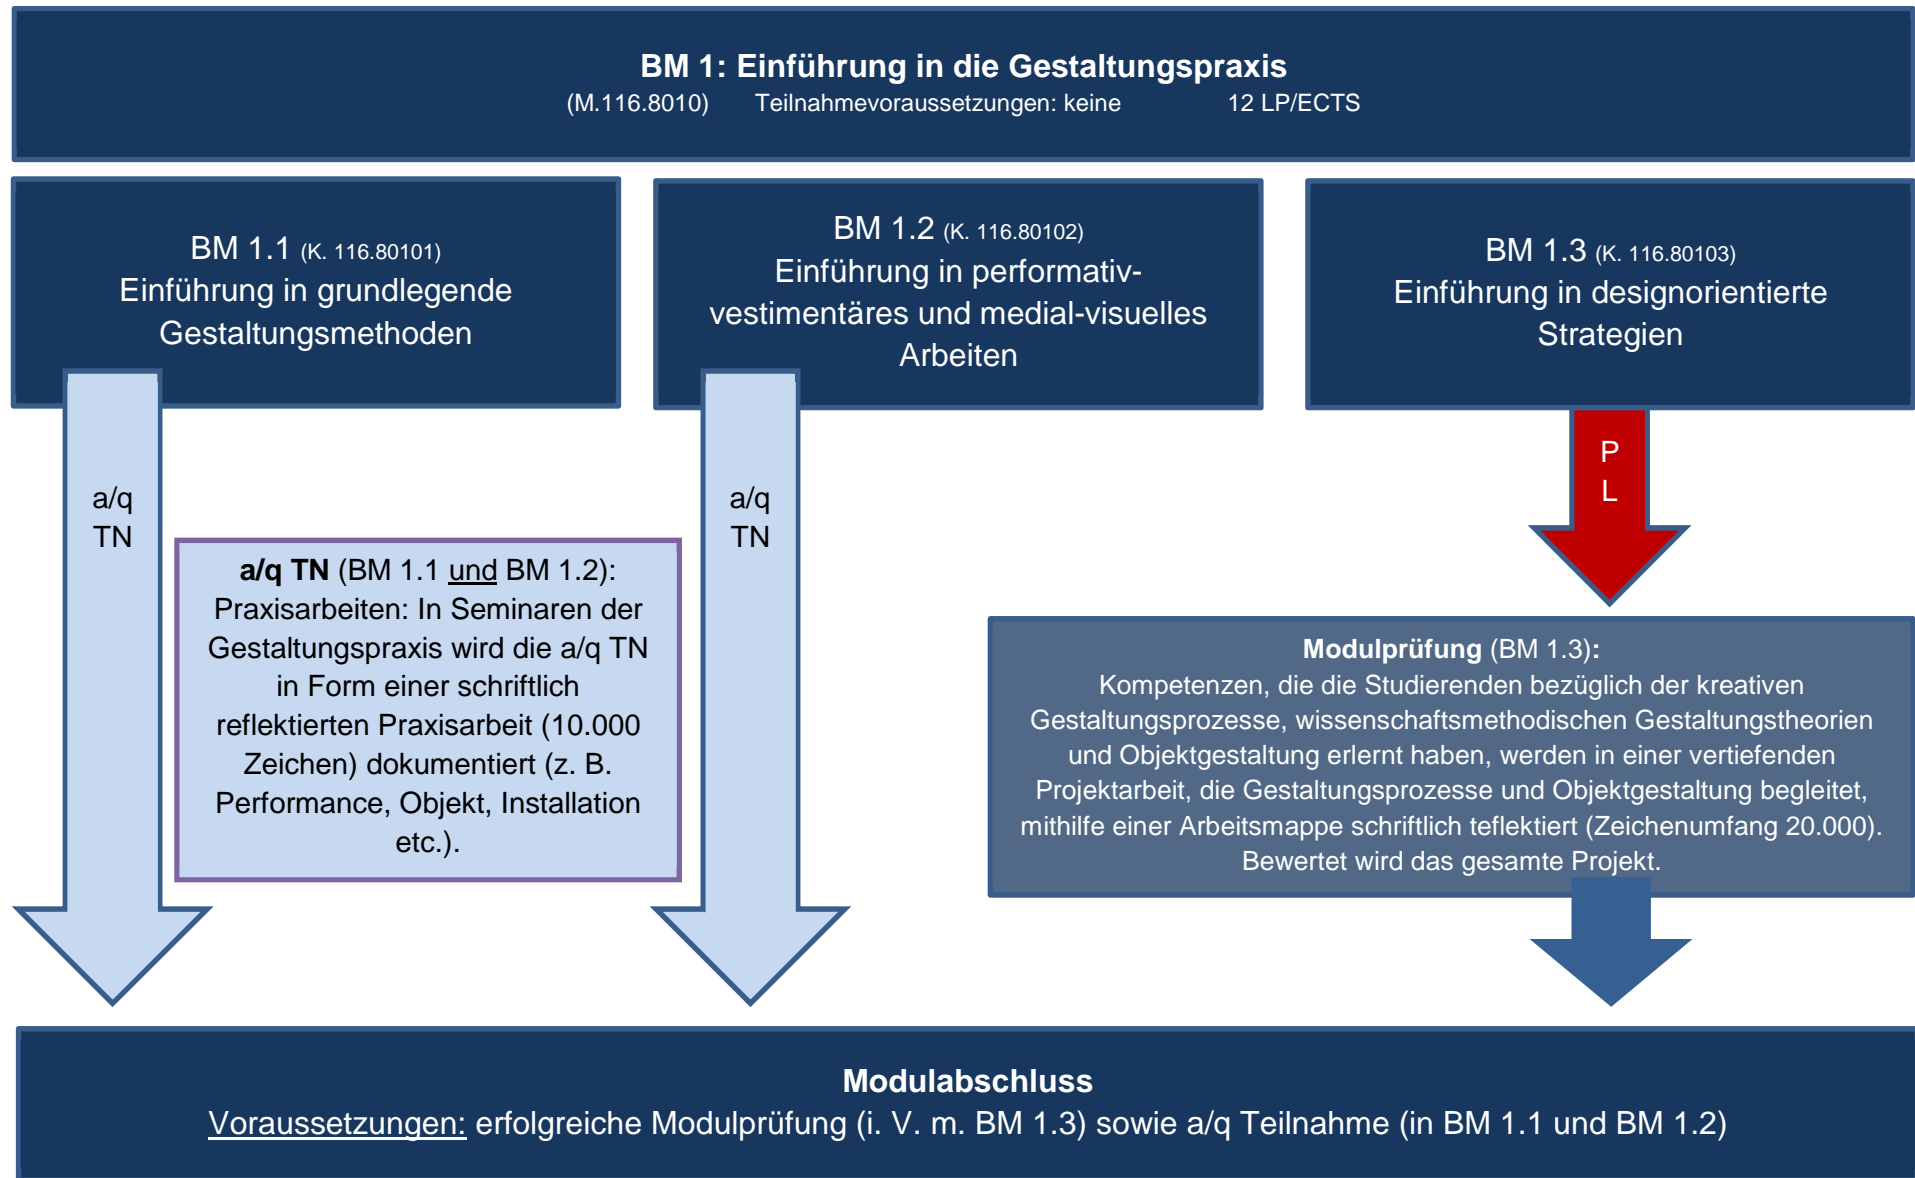 BM 1: Einführung in die Gestaltungspraxis
(M.116.8010) Teilnahmevoraussetzungen: keine 12 LP/ECTS
BM 1.1 (K. 116.80101)
Einführung in grundlegende
Gestaltungsmethoden
BM 1.2 (K. 116.80102)
Einführung in performativ-
vestimentäres und medial-visuelles
Arbeiten
BM 1.3 (K. 116.80103)
Einführung in designorientierte
Strategien
a/q
TN
a/q TN (BM 1.1 und BM 1.2):
Praxisarbeiten: In Seminaren der
Gestaltungspraxis wird die a/q TN
in Form einer schriftlich
reflektierten Praxisarbeit (10.000
Zeichen) dokumentiert (z. B.
Performance, Objekt, Installation
etc.).
a/q
TN
P
L
Modulprüfung (BM 1.3):
Kompetenzen, die die Studierenden bezüglich der kreativen
Gestaltungsprozesse, wissenschaftsmethodischen Gestaltungstheorien
und Objektgestaltung erlernt haben, werden in einer vertiefenden
Projektarbeit, die Gestaltungsprozesse und Objektgestaltung begleitet,
mithilfe einer Arbeitsmappe schriftlich teflektiert (Zeichenumfang 20.000).
Bewertet wird das gesamte Projekt.
Modulabschluss
Voraussetzungen: erfolgreiche Modulprüfung (i. V. m. BM 1.3) sowie a/q Teilnahme (in BM 1.1 und BM 1.2)